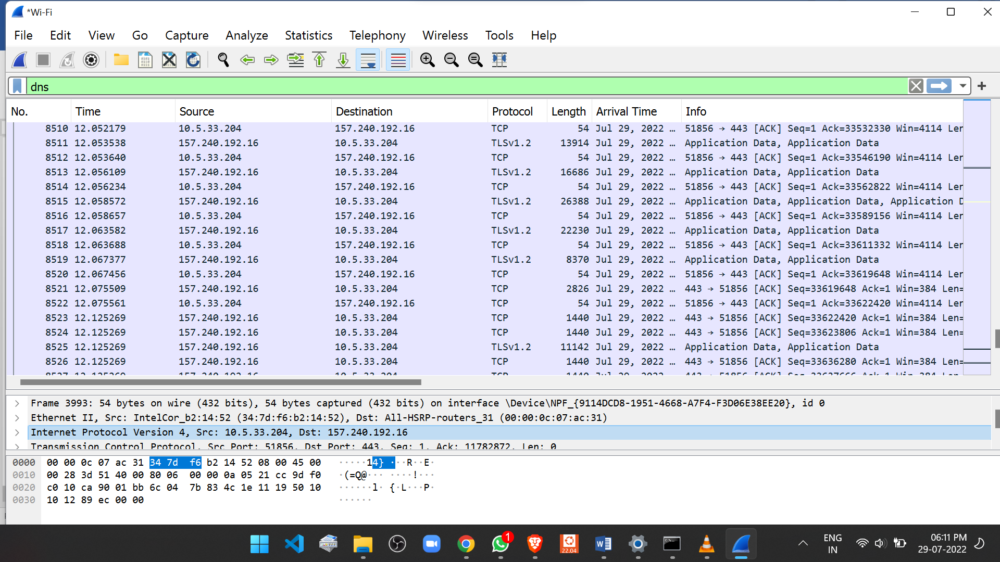 *Wi-Fi
File Edit View Go Capture Analyze Statistics Telephony Wireless Tools Help
dns
No. Time Source Destination Protocol Length Arrival Time Info
8510 12.052179 10.5.33.204 157.240.192.16 TCP 54 Jul 29, 2022 … 51856 → 443 [ACK] Seq=1 Ack=33532330 Win=4114 Ler
8511 12.053538 157.240.192.16 10.5.33.204 TLSv1.2 13914 Jul 29, 2022 … Application Data, Application Data
8512 12.053640 10.5.33.204 157.240.192.16 TCP 54 Jul 29, 2022 … 51856 → 443 [ACK] Seq=1 Ack=33546190 Win=4114 Ler
8513 12.056109 157.240.192.16 10.5.33.204 TLSv1.2 16686 Jul 29, 2022 … Application Data, Application Data
8514 12.056234 10.5.33.204 157.240.192.16 TCP 54 Jul 29, 2022 … 51856 → 443 [ACK] Seq=1 Ack=33562822 Win=4114 Ler
8515 12.058572 157.240.192.16 10.5.33.204 TLSv1.2 26388 Jul 29, 2022 … Application Data, Application Data, Application D
8516 12.058657 10.5.33.204 157.240.192.16 TCP 54 Jul 29, 2022 … 51856 → 443 [ACK] Seq=1 Ack=33589156 Win=4114 Ler
8517 12.063582 157.240.192.16 10.5.33.204 TLSv1.2 22230 Jul 29, 2022 … Application Data, Application Data
8518 12.063688 10.5.33.204 157.240.192.16 TCP 54 Jul 29, 2022 … 51856 → 443 [ACK] Seq=1 Ack=33611332 Win=4114 Ler
8519 12.067377 157.240.192.16 10.5.33.204 TLSv1.2 8370 Jul 29, 2022 … Application Data, Application Data
8520 12.067456 10.5.33.204 157.240.192.16 TCP 54 Jul 29, 2022 … 51856 → 443 [ACK] Seq=1 Ack=33619648 Win=4114 Ler
8521 12.075509 157.240.192.16 10.5.33.204 TCP 2826 Jul 29, 2022 … 443 → 51856 [ACK] Seq=33619648 Ack=1 Win=384 Len=
8522 12.075561 10.5.33.204 157.240.192.16 TCP 54 Jul 29, 2022 … 51856 → 443 [ACK] Seq=1 Ack=33622420 Win=4114 Ler
8523 12.125269 157.240.192.16 10.5.33.204 TCP 1440 Jul 29, 2022 … 443 → 51856 [ACK] Seq=33622420 Ack=1 Win=384 Len=
8524 12.125269 157.240.192.16 10.5.33.204 TCP 1440 Jul 29, 2022 … 443 → 51856 [ACK] Seq=33623806 Ack=1 Win=384 Len=
8525 12.125269 157.240.192.16 10.5.33.204 TLSv1.2 11142 Jul 29, 2022 … Application Data, Application Data
8526 12.125269 157.240.192.16 10.5.33.204 TCP 1440 Jul 29, 2022 … 443 → 51856 [ACK] Seq=33636280 Ack=1 Win=384 Len=
8527 12.125269 157.240.192.16 10.5.33.204 TCP 1440 Jul 29, 2022 … 443 → 51856 [ACK] Seq=33637666 Ack=1 Win=384 Len=
Frame 3993: 54 bytes on wire (432 bits), 54 bytes captured (432 bits) on interface \Device\NPF_{9114DCD8-1951-4668-A7F4-F3D06E38EE20}, id 0
Ethernet II, Src: IntelCor_b2:14:52 (34:7d:f6:b2:14:52), Dst: All-HSRP-routers_31 (00:00:0c:07:ac:31)
Internet Protocol Version 4, Src: 10.5.33.204, Dst: 157.240.192.16
Transmission Control Protocol, Src Port: 51856, Dst Port: 443, Seq: 1, Ack: 11782872, Len: 0
0000 00 00 0c 07 ac 31 34 7d f6 b2 14 52 08 00 45 00 ·····14} ···R··E·
0010 00 28 3d 51 40 00 80 06 00 00 0a 05 21 cc 9d f0 ·(=Q@··· ····!···
0020 c0 10 ca 90 01 bb 6c 04 7b 83 4c 1e 11 19 50 10 ······l· {·L···P·
0030 10 12 89 ec 00 00 ······
1
22.04
ENG
IN
06:11 PM
29-07-2022